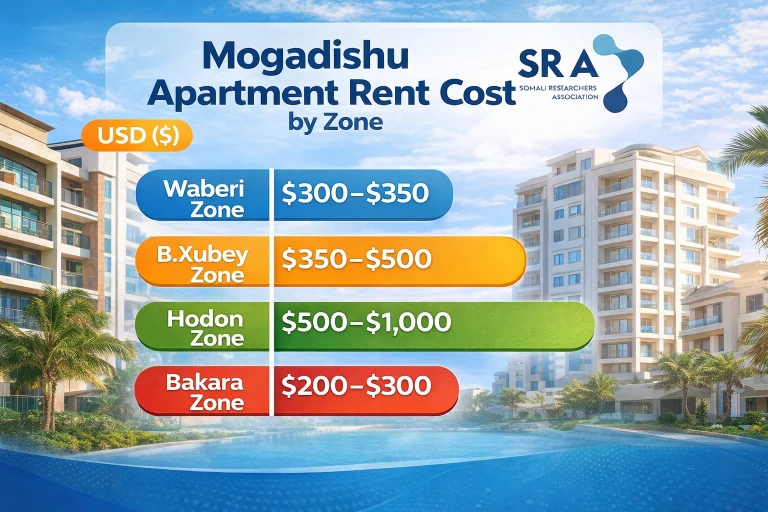 Mogadishu
Apartment Rent Cost
by Zone
SRA
SOMALI RESEARCHERS
ASSOCIATION
USD ($)
Waberi
Zone
$300–$350
B.Xubey
Zone
$350–$500
Hodon
Zone
$500–$1,000
Bakara
Zone
$200–$300